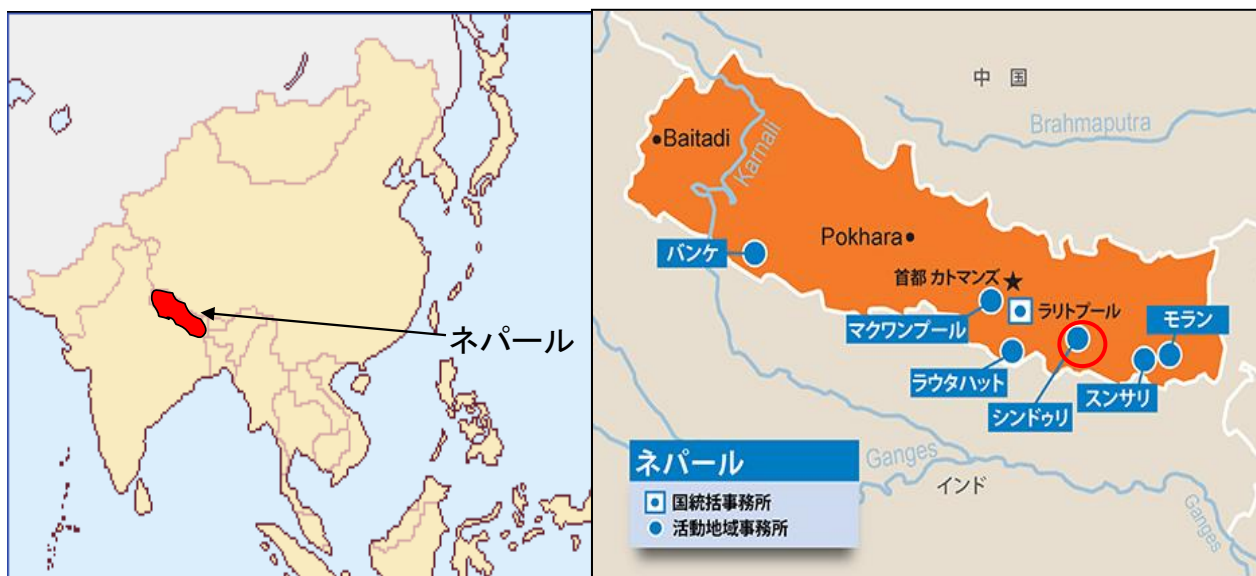 ネパール
中 国
Brahmaputra
Baitadi
Karnali
Pokhara
バンケ
首都 カトマンズ
マクワンプール
ラリトプール
モラン
ラウタハット
シンドゥリ
スンサリ
ネパール
国統括事務所
活動地域事務所
Ganges
インド
Ganges